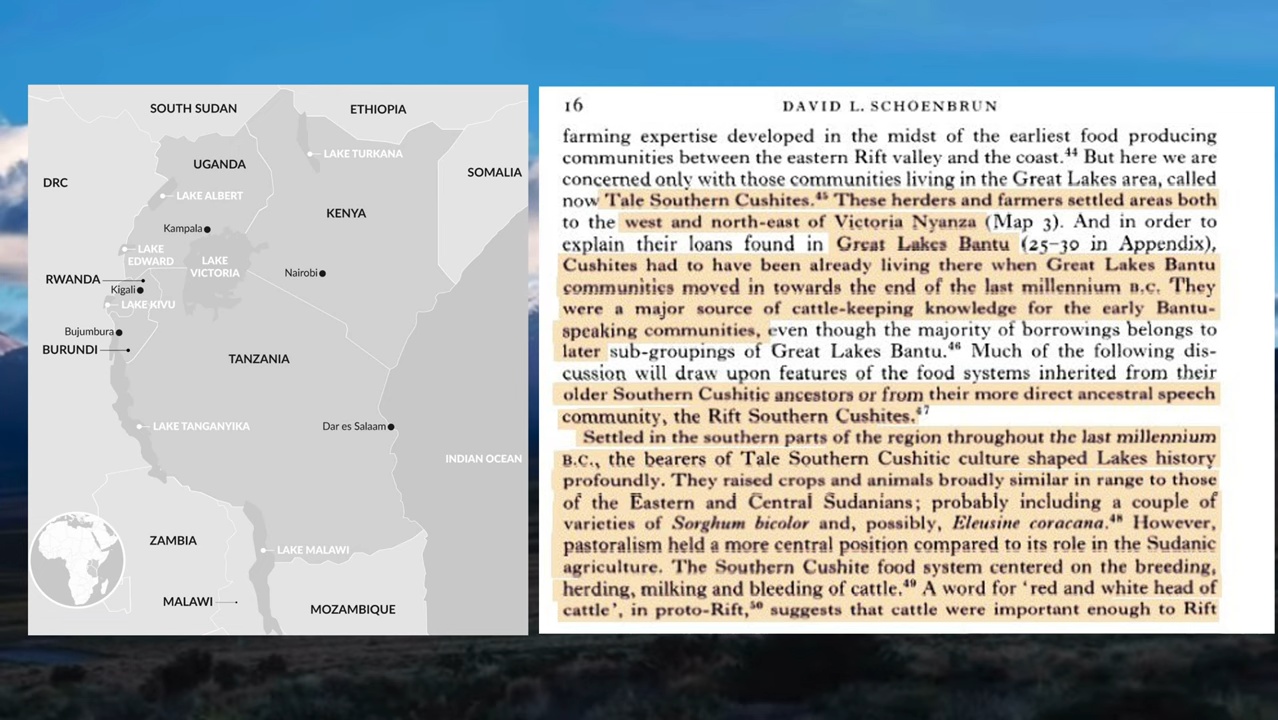 SOUTH SUDAN
ETHIOPIA
LAKE TURKANA
UGANDA
SOMALIA
DRC
LAKE ALBERT
KENYA
Kampala
LAKE
EDWARD
LAKE
VICTORIA
Nairobi
RWANDA
Kigali
LAKE KIVU
Bujumbura
BURUNDI
TANZANIA
LAKE TANGANYIKA
Dar es Salaam
INDIAN OCEAN
ZAMBIA
LAKE MALAWI
MALAWI
MOZAMBIQUE
16 DAVID L. SCHOENBRUN
farming expertise developed in the midst of the earliest food producing
communities between the eastern Rift valley and the coast.⁴⁴ But here we are
concerned only with those communities living in the Great Lakes area, called
now Tale Southern Cushites.⁴⁵ These herders and farmers settled areas both
to the west and north-east of Victoria Nyanza (Map 3). And in order to
explain their loans found in Great Lakes Bantu (25–30 in Appendix),
Cushites had to have been already living there when Great Lakes Bantu
communities moved in towards the end of the last millennium B.C. They
were a major source of cattle-keeping knowledge for the early Bantu-
speaking communities, even though the majority of borrowings belongs to
later sub-groupings of Great Lakes Bantu.⁴⁶ Much of the following dis-
cussion will draw upon features of the food systems inherited from their
older Southern Cushitic ancestors or from their more direct ancestral speech
community, the Rift Southern Cushites.⁴⁷
Settled in the southern parts of the region throughout the last millennium
B.C., the bearers of Tale Southern Cushitic culture shaped Lakes history
profoundly. They raised crops and animals broadly similar in range to those
of the Eastern and Central Sudanians; probably including a couple of
varieties of Sorghum bicolor and, possibly, Eleusine coracana.⁴⁸ However,
pastoralism held a more central position compared to its role in the Sudanic
agriculture. The Southern Cushite food system centered on the breeding,
herding, milking and bleeding of cattle.⁴⁹ A word for 'red and white head of
cattle', in proto-Rift,⁵⁰ suggests that cattle were important enough to Rift